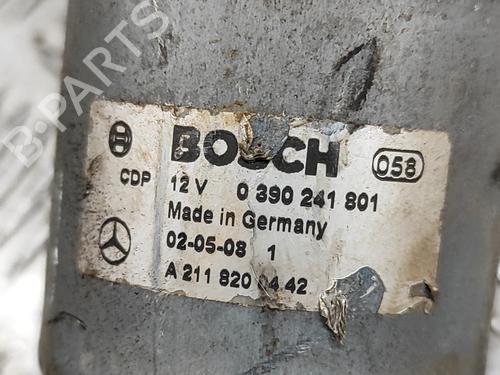 BOSCH 058
CDP 12 V 0 390 241 801
Made in Germany
02-05-08 1
A 211 820 42
B-PARTS